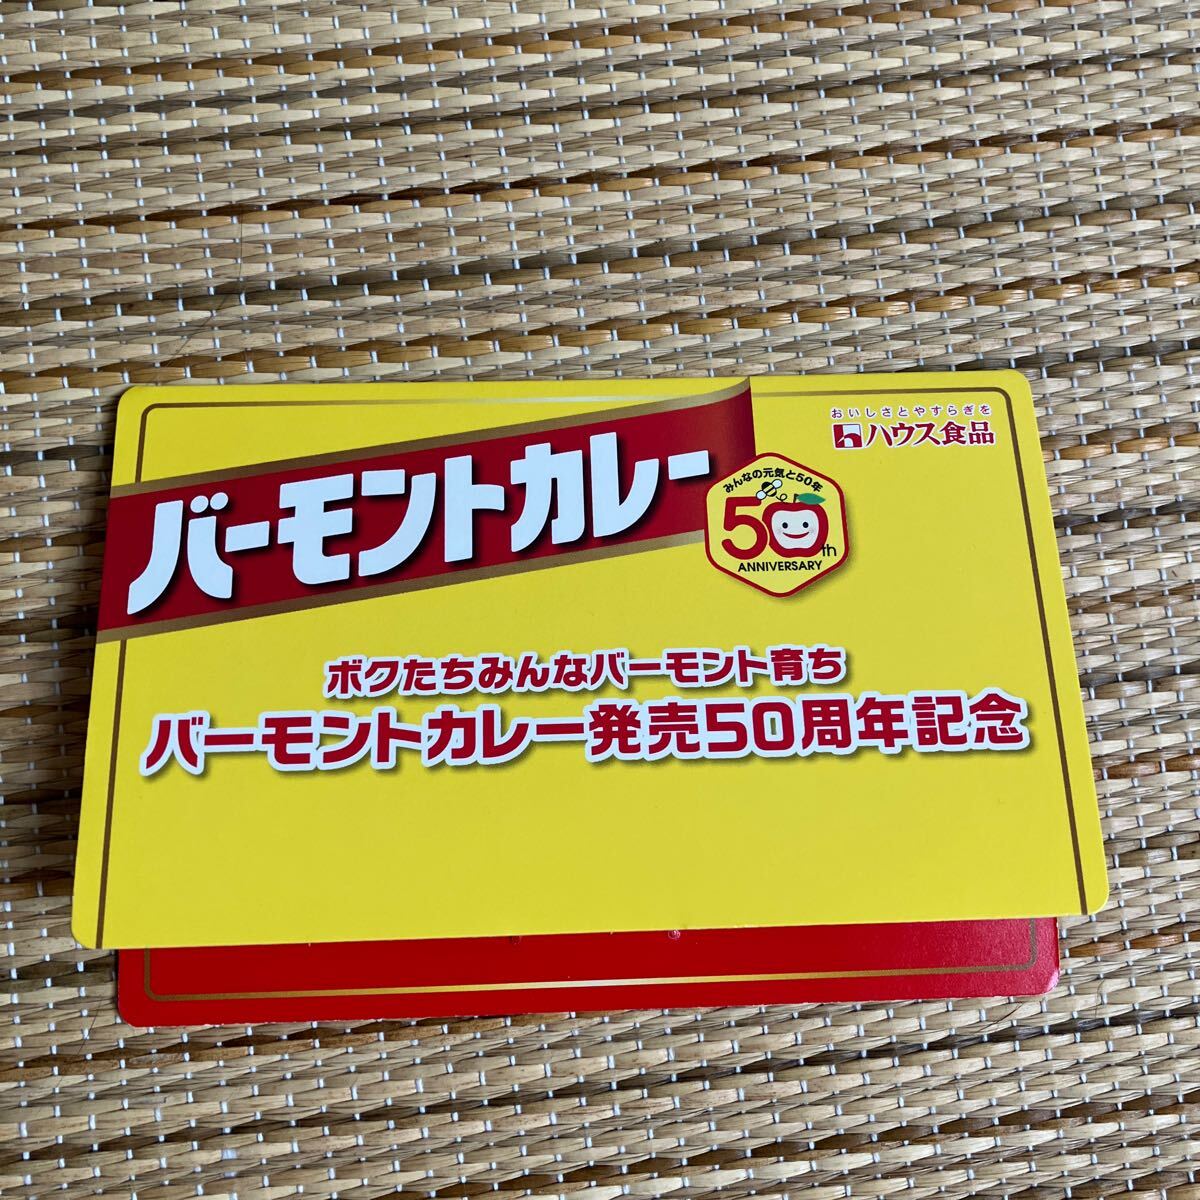 おいしさとやすらぎを
ハウス食品
バーモントカレー
みんなの元気と50年
50th
ANNIVERSARY
ボクたちみんなバーモント育ち
バーモントカレー発売50周年記念